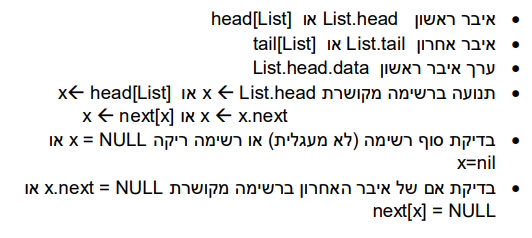 • איבר ראשון List.head או head[List]
• איבר אחרון List.tail או tail[List]
• ערך איבר ראשון List.head.data
• תנועה ברשימה מקושרת x ← List.head או x← head[List]
x ← next[x] או x ← x.next
• בדיקת סוף רשימה (לא מעגלית) או רשימה ריקה x = NULL או
x=nil
• בדיקת אם של איבר האחרון ברשימה מקושרת x.next = NULL או
next[x] = NULL